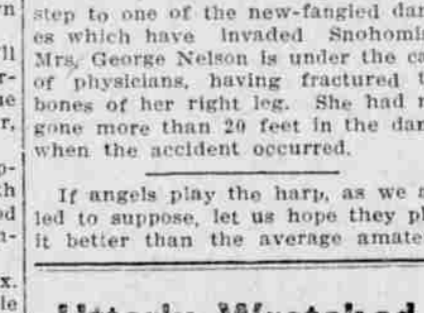 step to one of the new-fangled dan
es which have invaded Snohomis
Mrs. George Nelson is under the ca
of physicians, having fractured t
bones of her right leg. She had n
gone more than 20 feet in the dan
when the accident occurred.
If angels play the harp, as we a
led to suppose, let us hope they pl
it better than the average amate